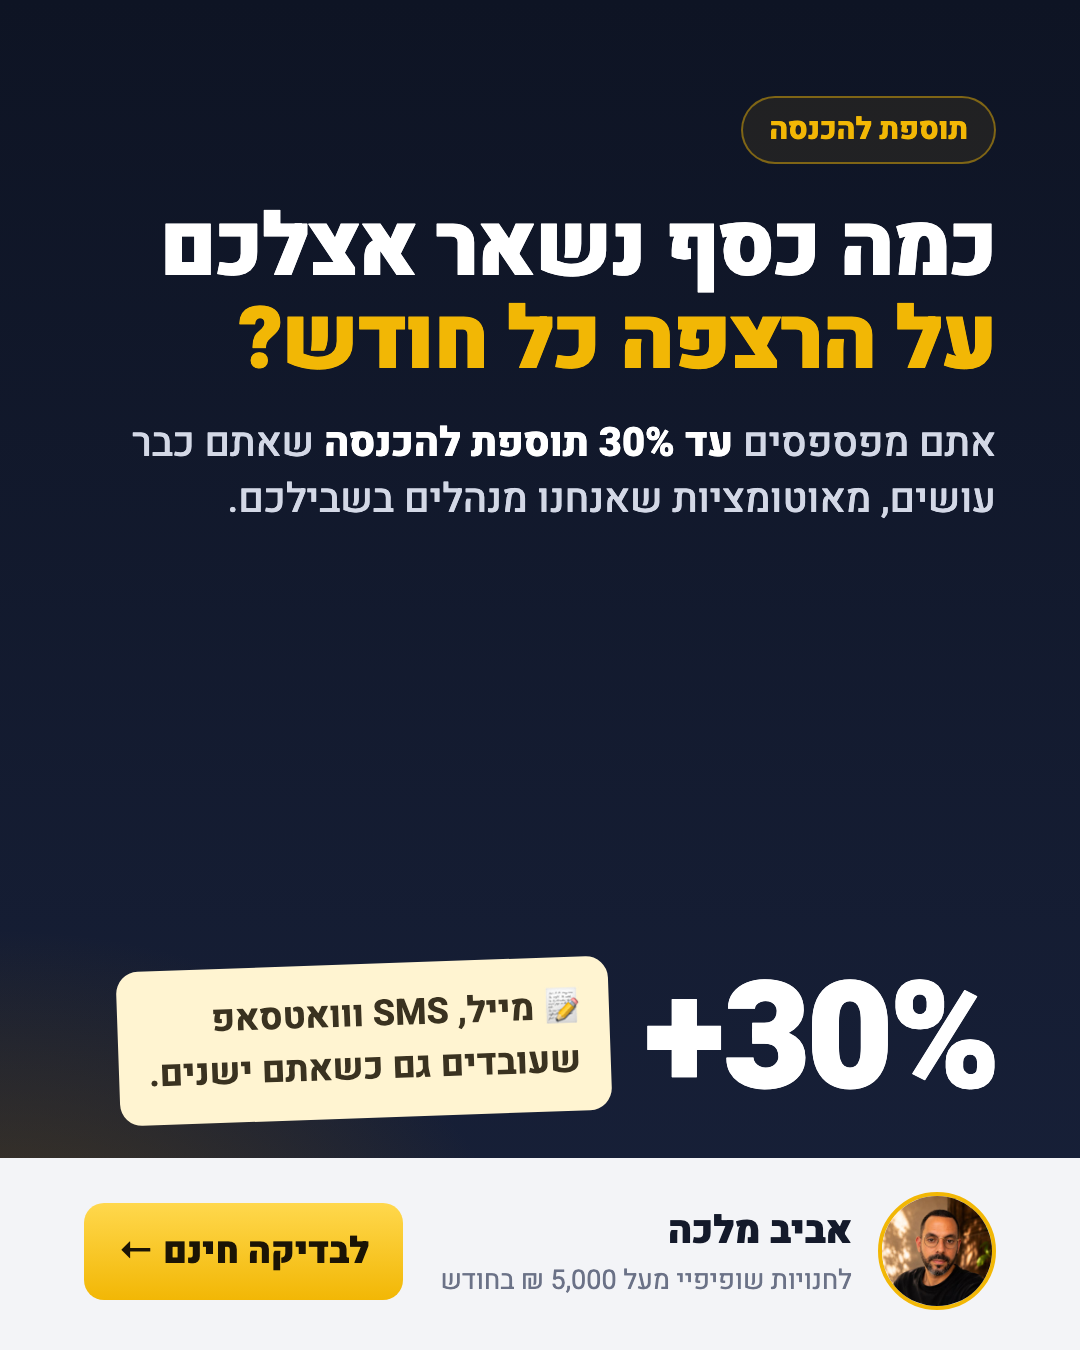 תוספת להכנסה
כמה כסף נשאר אצלכם
על הרצפה כל חודש?
אתם מפספסים עד 30% תוספת להכנסה שאתם כבר
עושים, מאוטומציות שאנחנו מנהלים בשבילכם.
+30%
📝 מייל, SMS וווואטסאפ
שעובדים גם כשאתם ישנים.
אביב מלכה
לחנויות שופיפיי מעל 5,000 ₪ בחודש
לבדיקה חינם ←